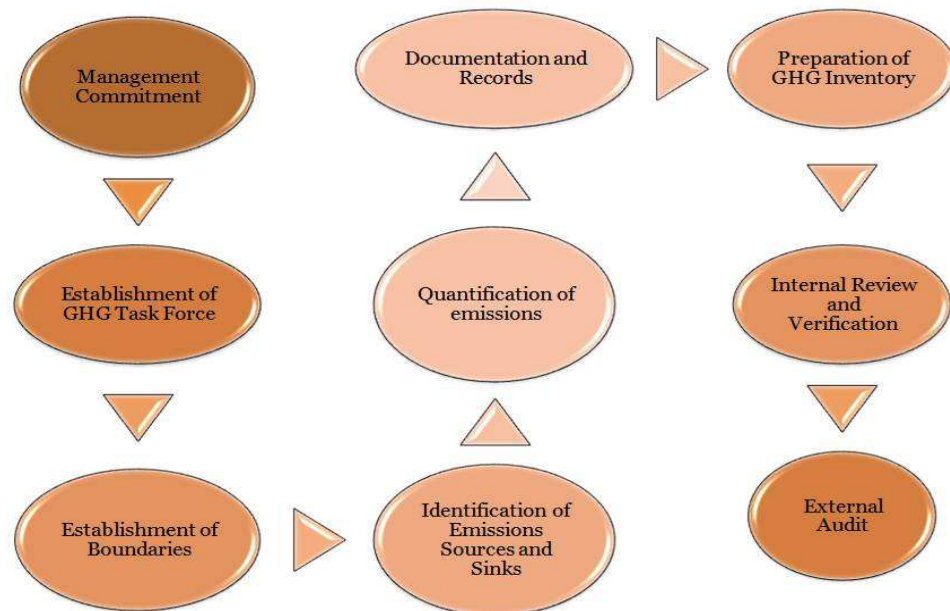 Management
Commitment
Establishment of
GHG Task Force
Establishment of
Boundaries
Identification of
Emissions
Sources and
Sinks
Quantification of
emissions
Documentation and
Records
Preparation of
GHG Inventory
Internal Review
and
Verification
External
Audit